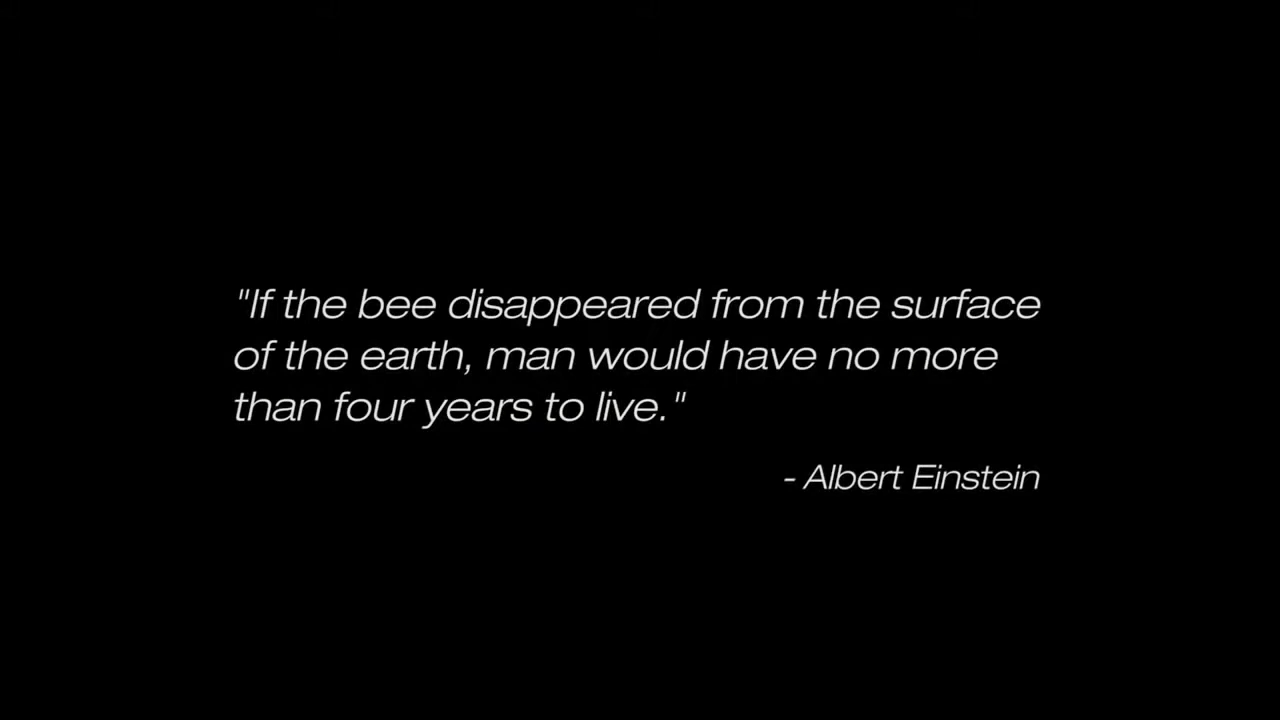 "If the bee disappeared from the surface
of the earth, man would have no more
than four years to live."
- Albert Einstein